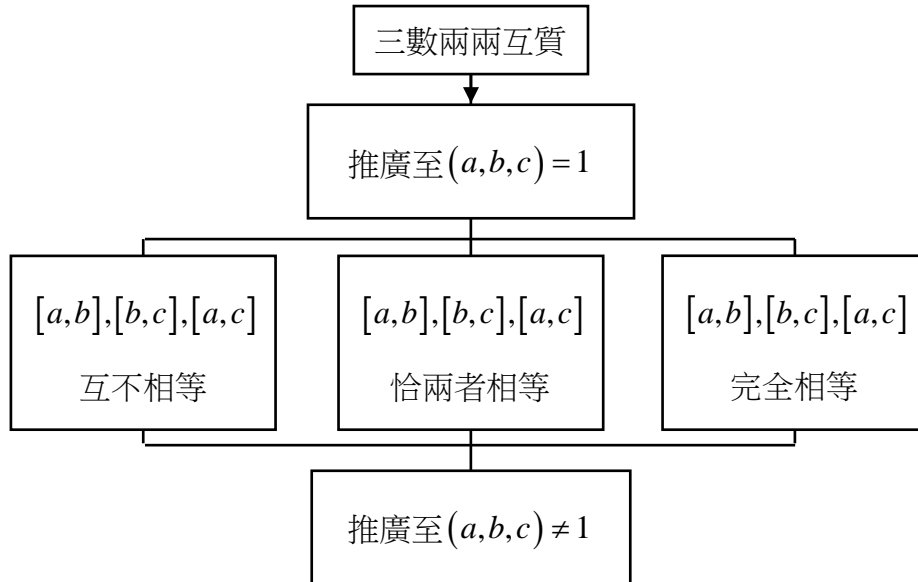 三數兩兩互質
推廣至(a,b,c)=1
[a,b],[b,c],[a,c]
互不相等
[a,b],[b,c],[a,c]
恰兩者相等
[a,b],[b,c],[a,c]
完全相等
推廣至(a,b,c)≠1